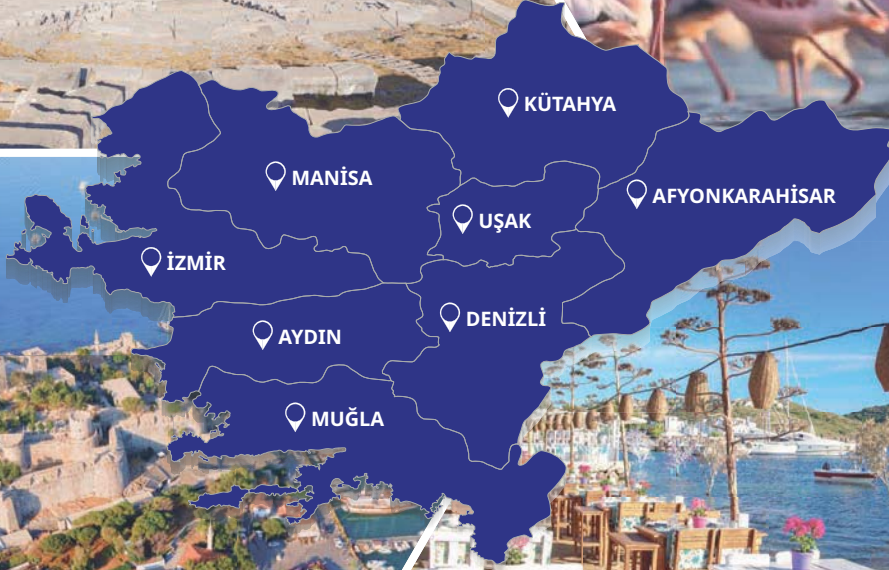 KÜTAHYA
MANİSA
AFYONKARAHİSAR
UŞAK
İZMİR
DENİZLİ
AYDIN
MUĞLA